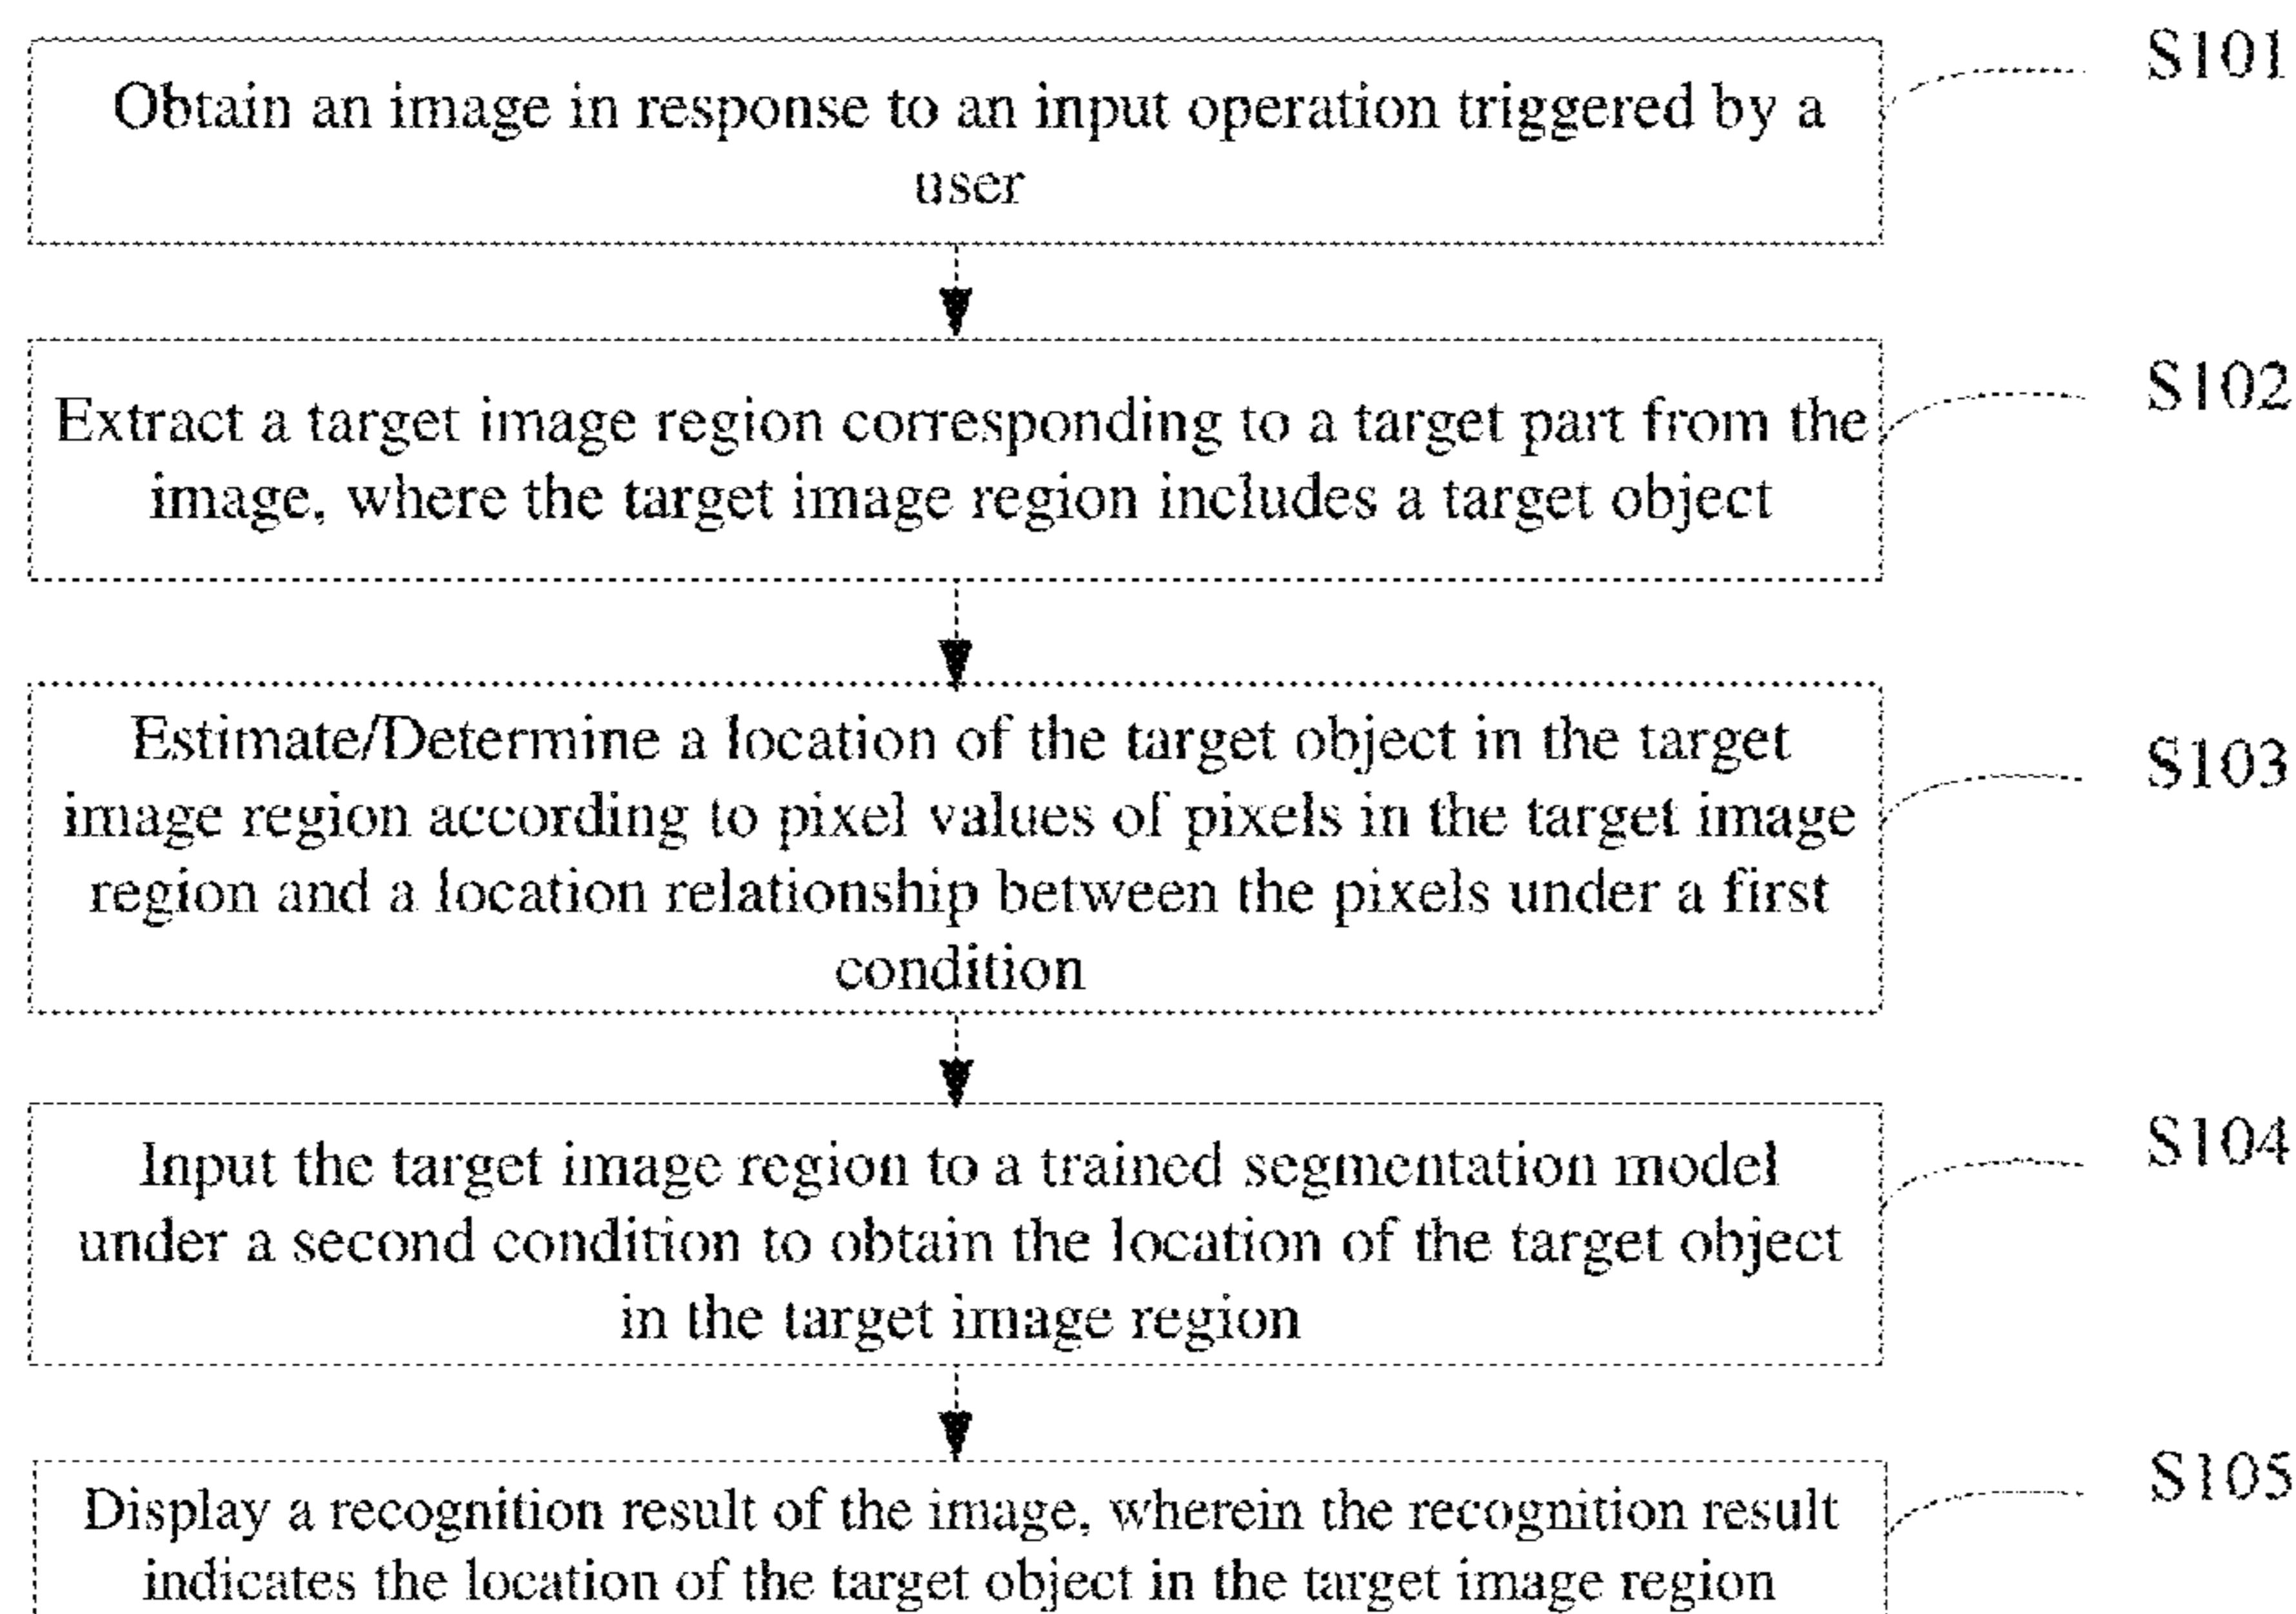 S101
Obtain an image in response to an input operation triggered by a
user
S102
Extract a target image region corresponding to a target part from the
image, where the target image region includes a target object
S103
Estimate/Determine a location of the target object in the target
image region according to pixel values of pixels in the target image
region and a location relationship between the pixels under a first
condition
S104
Input the target image region to a trained segmentation model
under a second condition to obtain the location of the target object
in the target image region
S105
Display a recognition result of the image, wherein the recognition result
indicates the location of the target object in the target image region